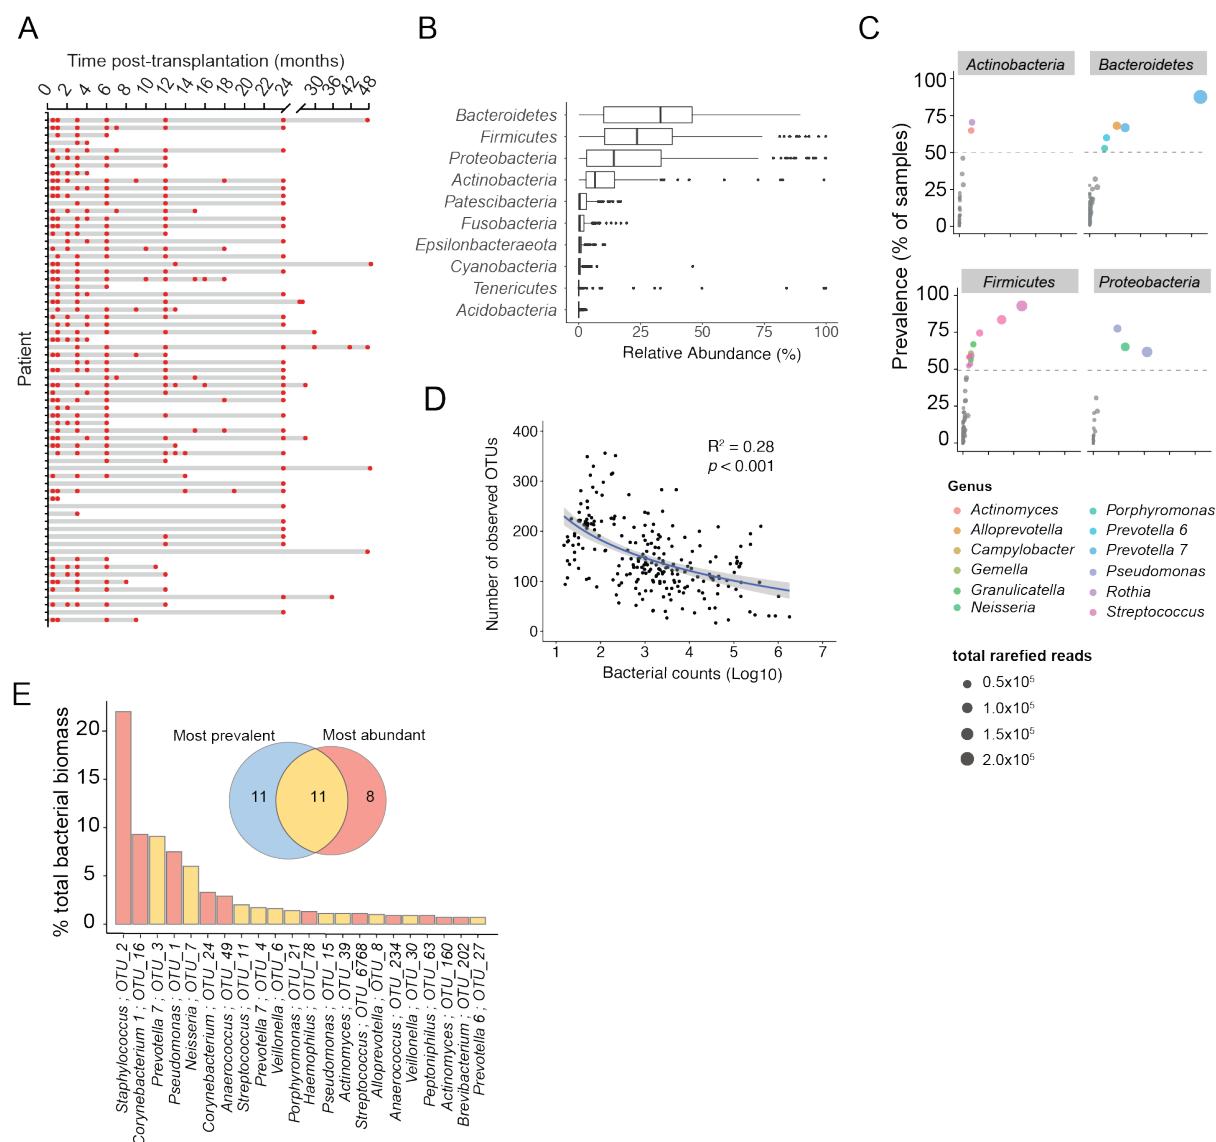 A
Time post-transplantation (months)
0 2 4 6 8 10 12 14 16 18 20 22 24 30 36 42 48
Patient
B
Bacteroidetes
Firmicutes
Proteobacteria
Actinobacteria
Patescibacteria
Fusobacteria
Epsilonbacteraeota
Cyanobacteria
Tenericutes
Acidobacteria
0 25 50 75 100
Relative Abundance (%)
C
Actinobacteria Bacteroidetes
100
75
50
25
0
Prevalence (% of samples)
Firmicutes Proteobacteria
100
75
50
25
0
Genus
Actinomyces
Alloprevotella
Campylobacter
Gemella
Granulicatella
Neisseria
Porphyromonas
Prevotella 6
Prevotella 7
Pseudomonas
Rothia
Streptococcus
total rarefied reads
0.5x10⁵
1.0x10⁵
1.5x10⁵
2.0x10⁵
D
Number of observed OTUs
400
300
200
100
0
R² = 0.28
p < 0.001
1 2 3 4 5 6 7
Bacterial counts (Log10)
E
% total bacterial biomass
20
15
10
5
0
Most prevalent Most abundant
11 11 8
Staphylococcus ; OTU_2
Corynebacterium 1 ; OTU_16
Prevotella 7 ; OTU_3
Pseudomonas ; OTU_1
Neisseria ; OTU_7
Corynebacterium ; OTU_24
Anaerococcus ; OTU_49
Streptococcus ; OTU_11
Prevotella 7 ; OTU_4
Veillonella ; OTU_6
Porphyromonas ; OTU_21
Haemophilus ; OTU_78
Pseudomonas ; OTU_15
Actinomyces ; OTU_39
Streptococcus ; OTU_6768
Alloprevotella ; OTU_8
Anaerococcus ; OTU_234
Veillonella ; OTU_30
Peptoniphilus ; OTU_63
Actinomyces ; OTU_160
Brevibacterium ; OTU_202
Prevotella 6 ; OTU_27